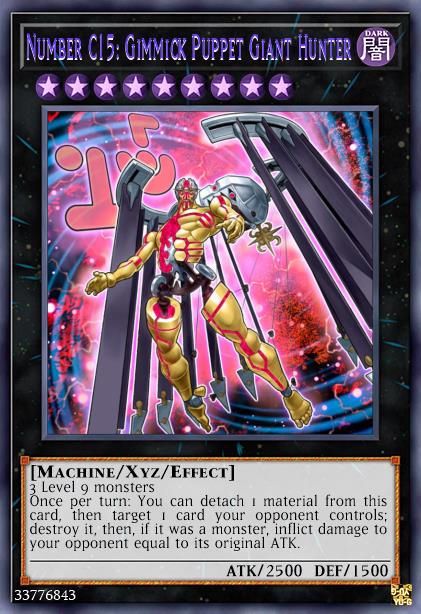 Number C15: Gimmick Puppet Giant Hunter
DARK
闇
[Machine/Xyz/Effect]
3 Level 9 monsters
Once per turn: You can detach 1 material from this
card, then target 1 card your opponent controls;
destroy it, then, if it was a monster, inflict damage to
your opponent equal to its original ATK.
ATK/2500 DEF/1500
33776843